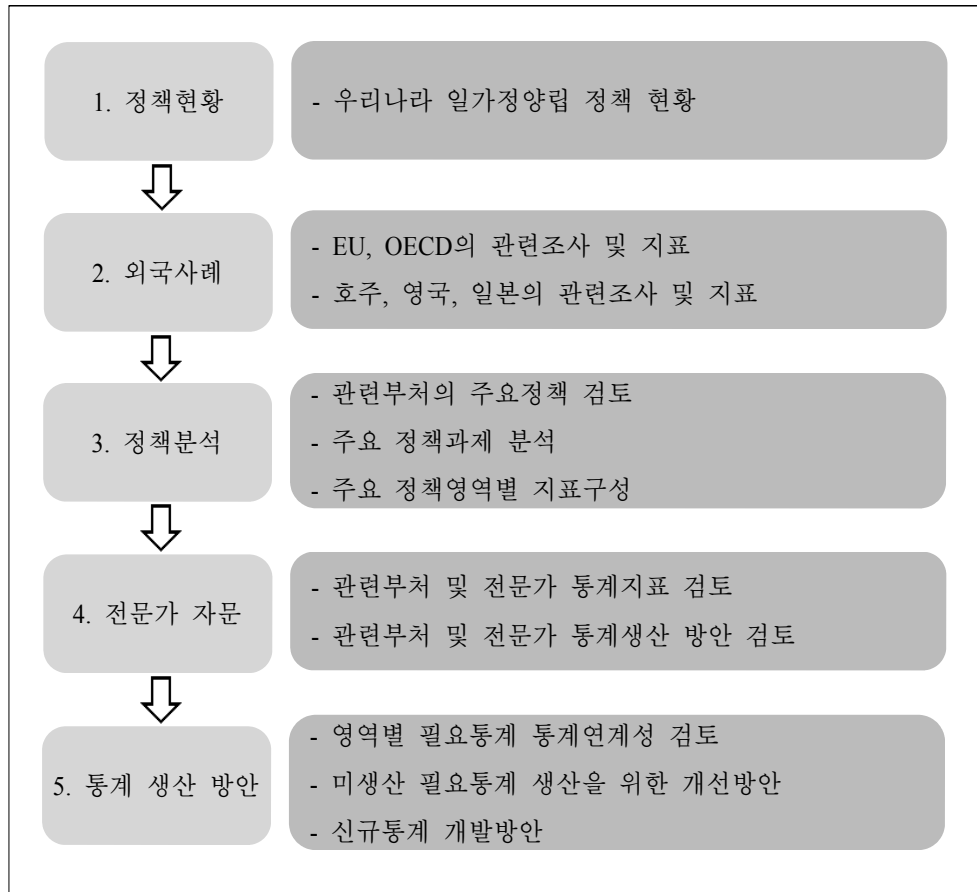 1. 정책현황
- 우리나라 일가정양립 정책 현황
2. 외국사례
- EU, OECD의 관련조사 및 지표
- 호주, 영국, 일본의 관련조사 및 지표
3. 정책분석
- 관련부처의 주요정책 검토
- 주요 정책과제 분석
- 주요 정책영역별 지표구성
4. 전문가 자문
- 관련부처 및 전문가 통계지표 검토
- 관련부처 및 전문가 통계생산 방안 검토
5. 통계 생산 방안
- 영역별 필요통계 통계연계성 검토
- 미생산 필요통계 생산을 위한 개선방안
- 신규통계 개발방안